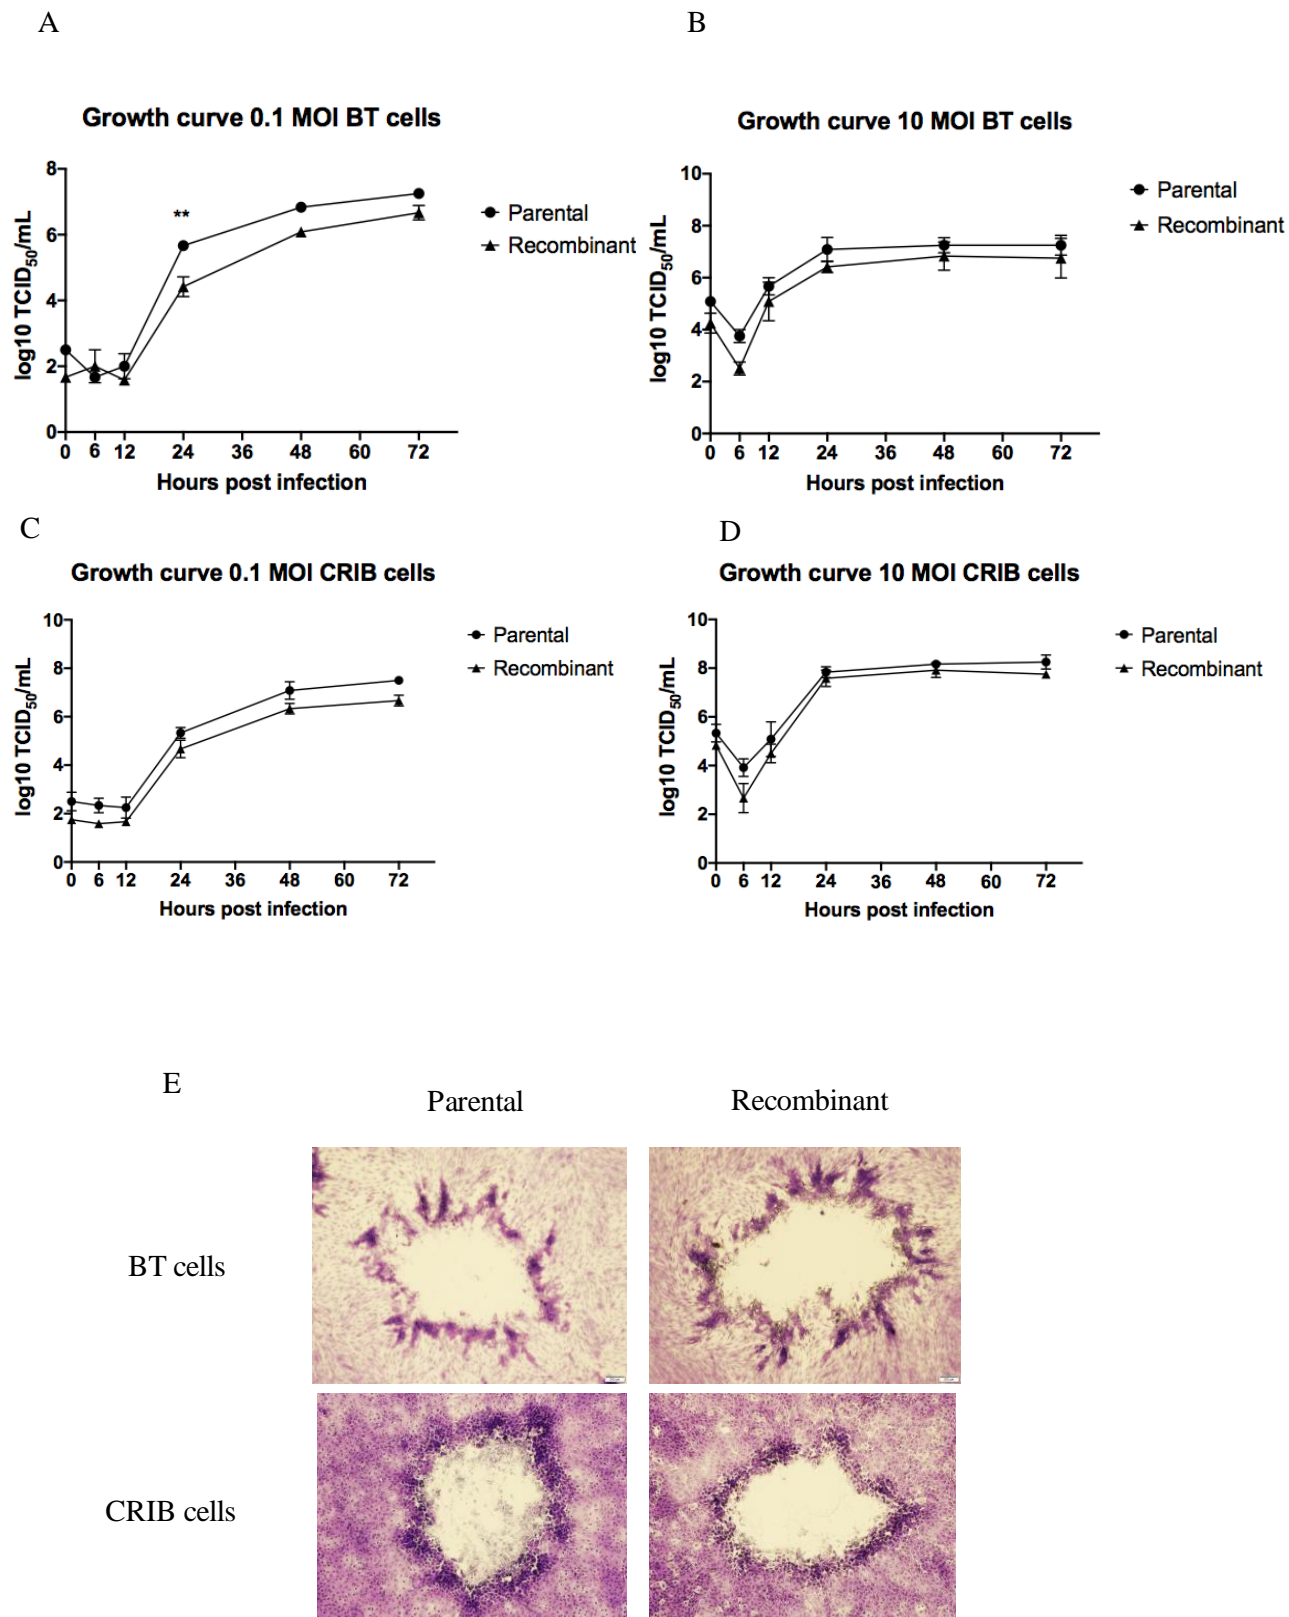 A
B
Growth curve 0.1 MOI BT cells
8
6
4
2
0
log10 TCID50/mL
**
0 6 12 24 36 48 60 72
Hours post infection
Parental
Recombinant
Growth curve 10 MOI BT cells
10
8
6
4
2
0
log10 TCID50/mL
0 6 12 24 36 48 60 72
Hours post infection
Parental
Recombinant
C
D
Growth curve 0.1 MOI CRIB cells
10
8
6
4
2
0
log10 TCID50/mL
0 6 12 24 36 48 60 72
Hours post infection
Parental
Recombinant
Growth curve 10 MOI CRIB cells
10
8
6
4
2
0
log10 TCID50/mL
0 6 12 24 36 48 60 72
Hours post infection
Parental
Recombinant
E
Parental
Recombinant
BT cells
CRIB cells